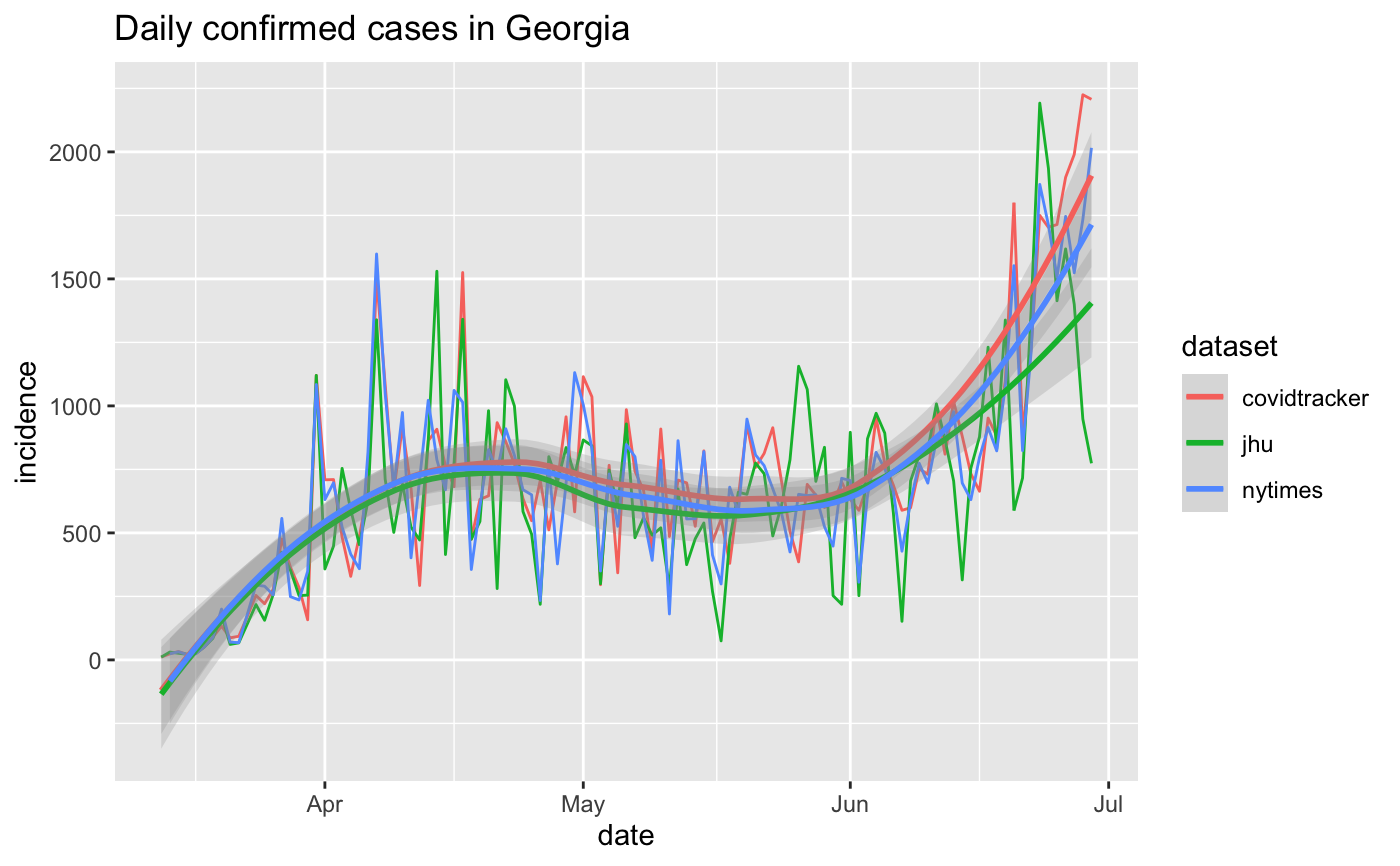 Daily confirmed cases in Georgia
incidence
2000
1500
1000
500
0
Apr
May
Jun
Jul
date
dataset
covidtracker
jhu
nytimes